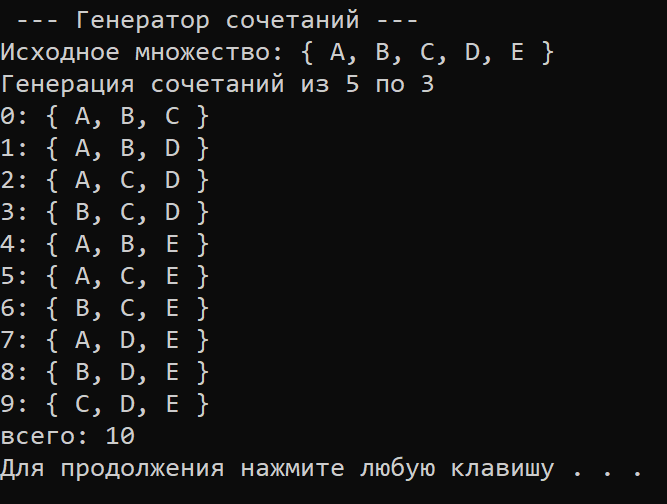 --- Генератор сочетаний ---
Исходное множество: { A, B, C, D, E }
Генерация сочетаний из 5 по 3
0: { A, B, C }
1: { A, B, D }
2: { A, C, D }
3: { B, C, D }
4: { A, B, E }
5: { A, C, E }
6: { B, C, E }
7: { A, D, E }
8: { B, D, E }
9: { C, D, E }
всего: 10
Для продолжения нажмите любую клавишу . . .